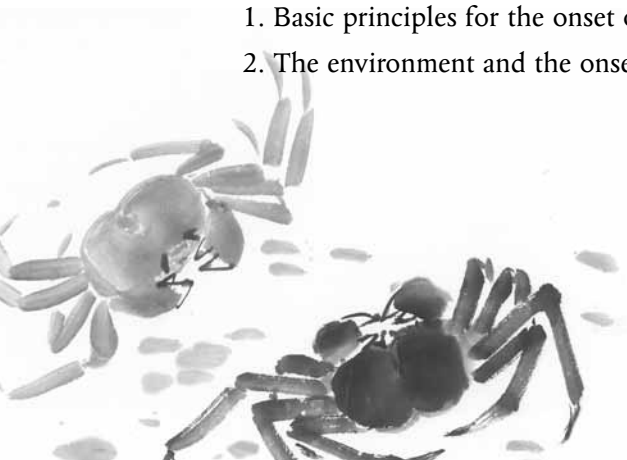 1. Basic principles for the onset
2. The environment and the